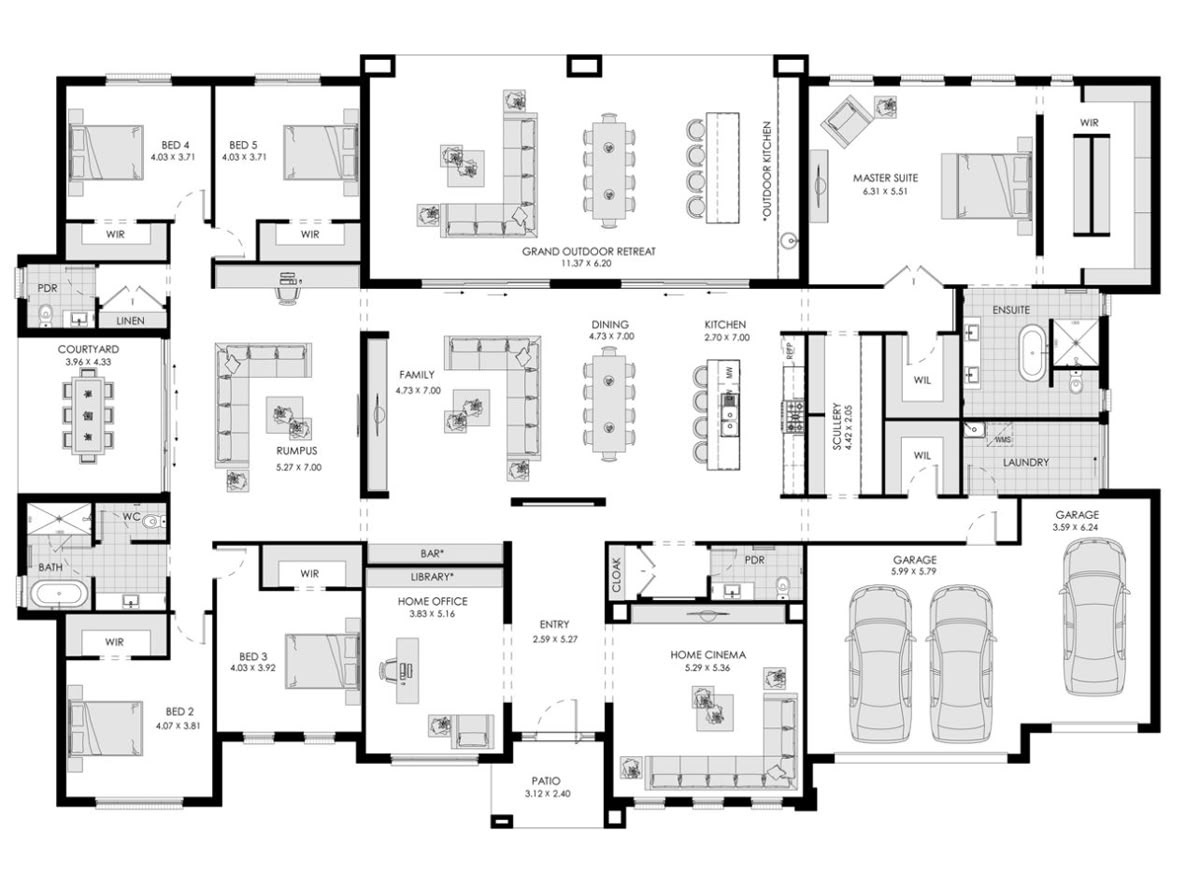 BED 4
4.03 X 3.71
BED 5
4.03 X 3.71
WIR
WIR
*OUTDOOR KITCHEN
GRAND OUTDOOR RETREAT
11.37 X 6.20
MASTER SUITE
6.31 X 5.51
WIR
PDR
LINEN
COURTYARD
3.96 X 4.33
RUMPUS
5.27 X 7.00
FAMILY
4.73 X 7.00
DINING
4.73 X 7.00
KITCHEN
2.70 X 7.00
REFP
MW
SCULLERY
4.42 X 2.05
WIL
ENSUITE
WIL
WMS
LAUNDRY
WC
BATH
WIR
WIR
BED 3
4.03 X 3.92
BED 2
4.07 X 3.81
BAR*
LIBRARY*
HOME OFFICE
3.83 X 5.16
ENTRY
2.59 X 5.27
CLOAK
PDR
HOME CINEMA
5.29 X 5.36
PATIO
3.12 X 2.40
GARAGE
5.99 X 5.79
GARAGE
3.59 X 6.24